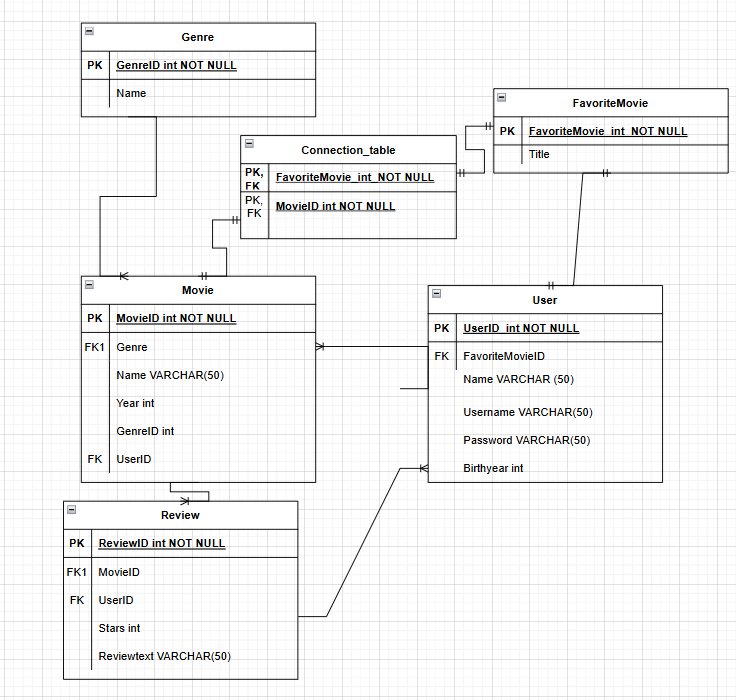 Genre
PK GenreID int NOT NULL
Name
FavoriteMovie
PK FavoriteMovie_int_NOT NULL
Title
Connection_table
PK, FK FavoriteMovie_int_NOT NULL
PK, FK MovieID int NOT NULL
Movie
PK MovieID int NOT NULL
FK1 Genre
Name VARCHAR(50)
Year int
GenreID int
FK UserID
User
PK UserID_int NOT NULL
FK FavoriteMovieID
Name VARCHAR (50)
Username VARCHAR(50)
Password VARCHAR(50)
Birthyear int
Review
PK ReviewID int NOT NULL
FK1 MovieID
FK UserID
Stars int
Reviewtext VARCHAR(50)